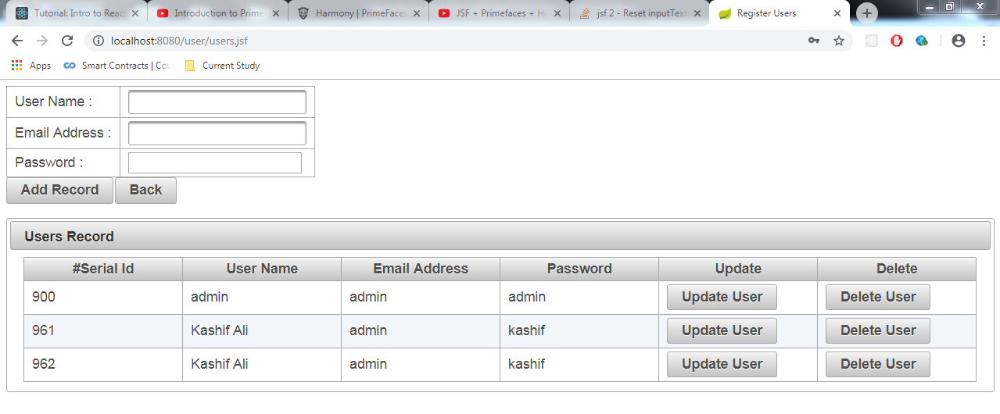 Tutorial: Intro to Reac
Introduction to Prime
Harmony | PrimeFace
JSF + Primefaces + Hi
jsf 2 - Reset inputText
Register Users
localhost:8080/user/users.jsf
Apps
Smart Contracts | Cou
Current Study
User Name :
Email Address :
Password :
Add Record Back
Users Record
#Serial Id User Name Email Address Password Update Delete
900 admin admin admin Update User Delete User
961 Kashif Ali admin kashif Update User Delete User
962 Kashif Ali admin kashif Update User Delete User